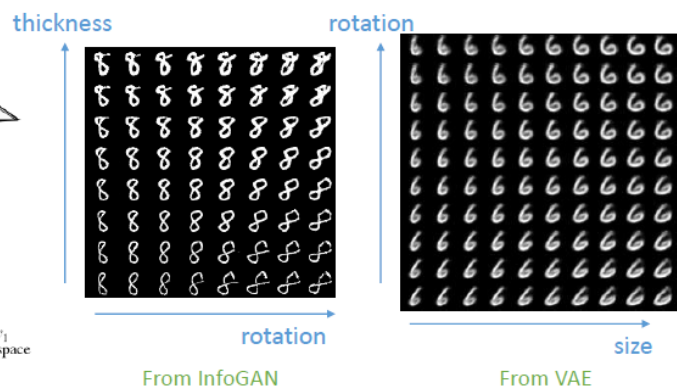 thickness
rotation
rotation
size
space
From InfoGAN
From VAE